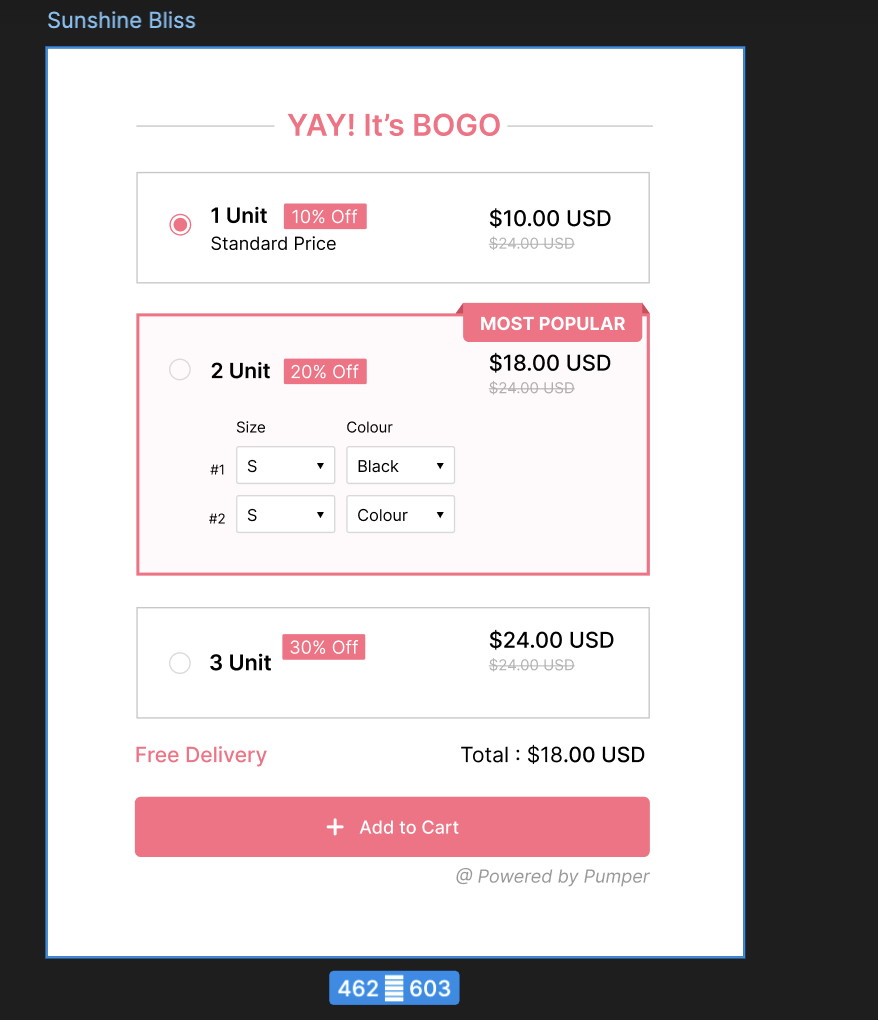 Sunshine Bliss
YAY! It’s BOGO
1 Unit 10% Off $10.00 USD
Standard Price $24.00 USD
MOST POPULAR
2 Unit 20% Off $18.00 USD
$24.00 USD
Size Colour
#1 S Black
#2 S Colour
30% Off $24.00 USD
3 Unit $24.00 USD
Free Delivery Total : $18.00 USD
+ Add to Cart
@ Powered by Pumper
462 603